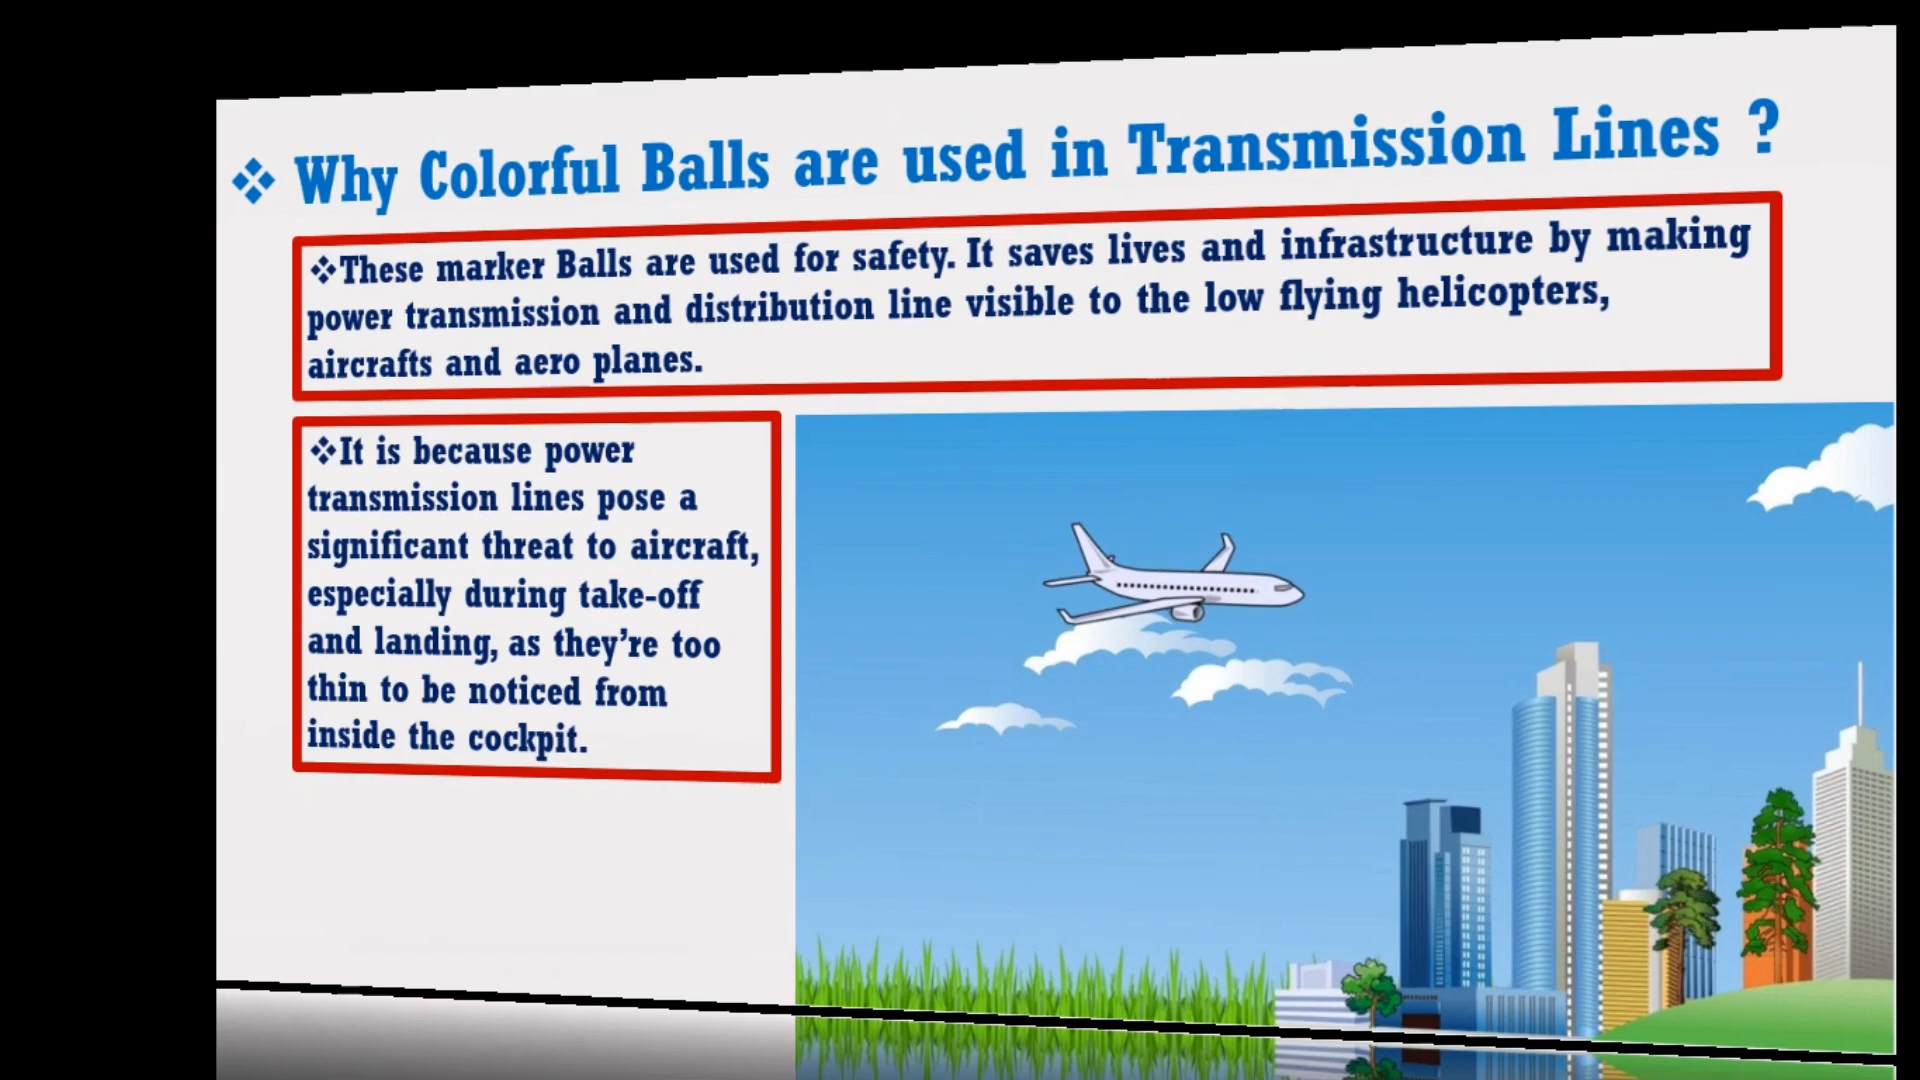 ❖ Why Colorful Balls are used in Transmission Lines ?
❖These marker Balls are used for safety. It saves lives and infrastructure by making
power transmission and distribution line visible to the low flying helicopters,
aircrafts and aero planes.
❖It is because power
transmission lines pose a
significant threat to aircraft,
especially during take-off
and landing, as they're too
thin to be noticed from
inside the cockpit.